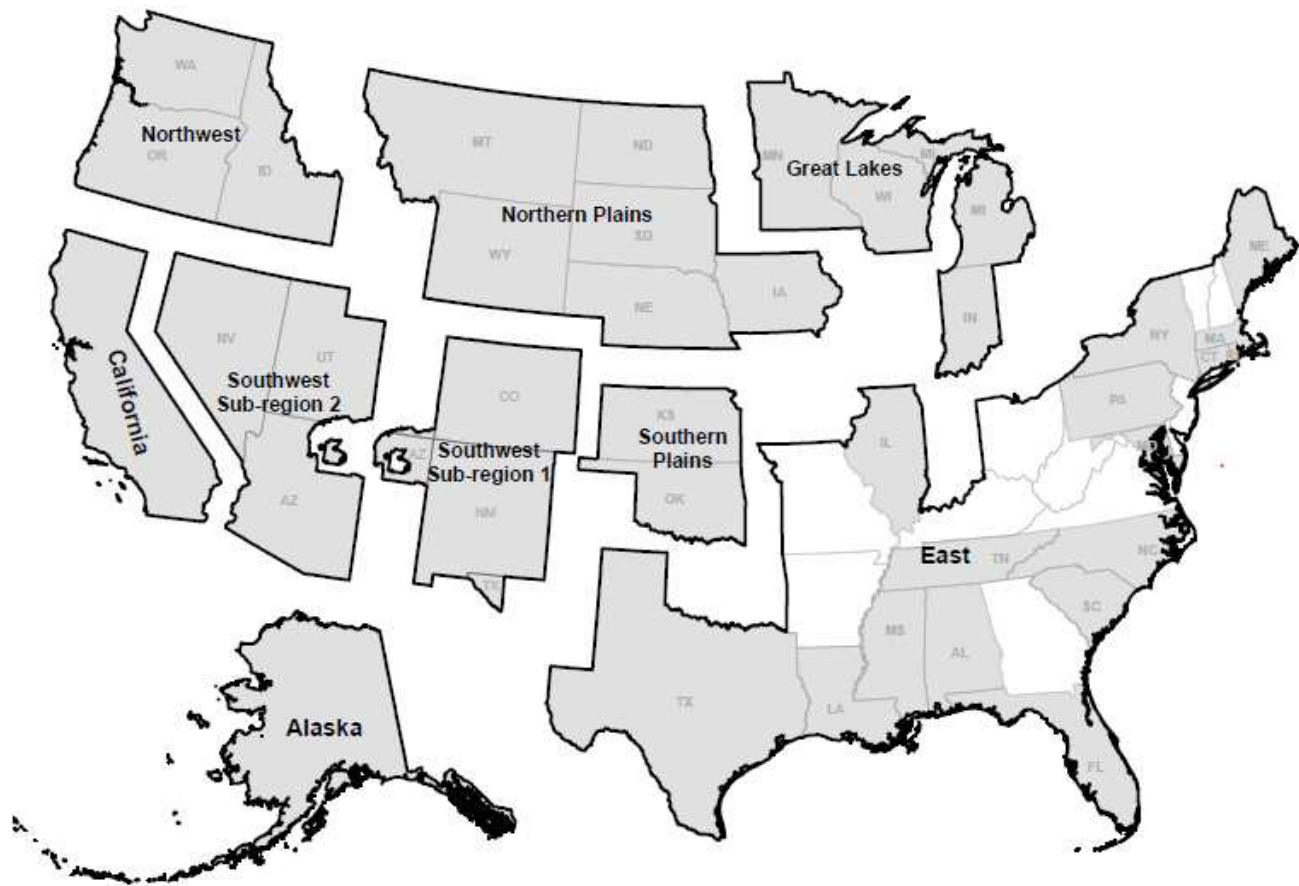 WA
Northwest
OR
ID
MT
ND
Northern Plains
SD
WY
NE
IA
MN
MI
Great Lakes
WI
MI
IN
ME
NY
MA
CT
PA
California
NV
UT
Southwest
Sub-region 2
AZ
CO
AZ
Southwest
Sub-region 1
NM
TX
KS
Southern
Plains
OK
IL
East
TN
NC
SC
MS
AL
TX
LA
FL
Alaska